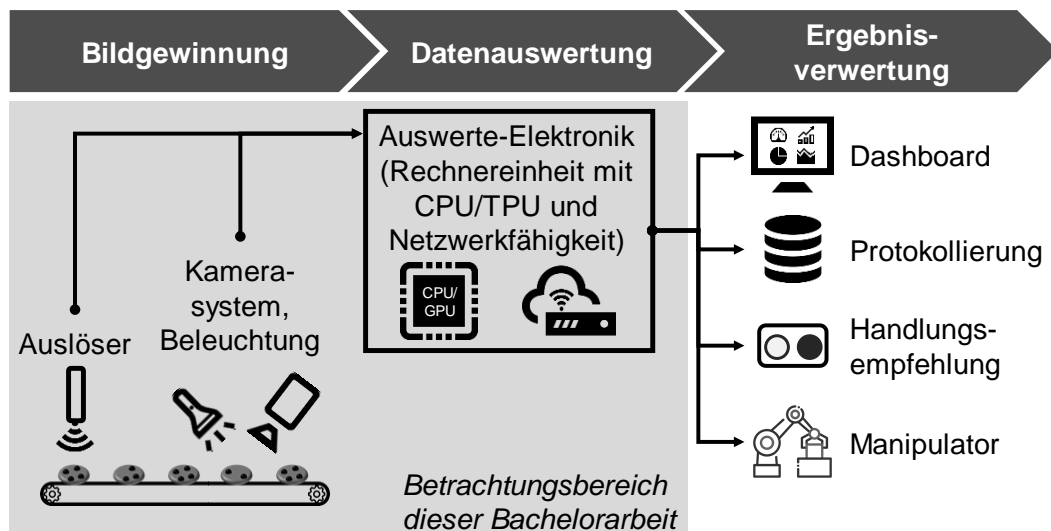 Bildgewinnung
Datenauswertung
Ergebnis-
verwertung
Auswerte-Elektronik
(Rechnereinheit mit
CPU/TPU und
Netzwerkfähigkeit)
CPU/
GPU
Kamera-
system,
Beleuchtung
Auslöser
Dashboard
Protokollierung
Handlungs-
empfehlung
Manipulator
Betrachtungsbereich
dieser Bachelorarbeit